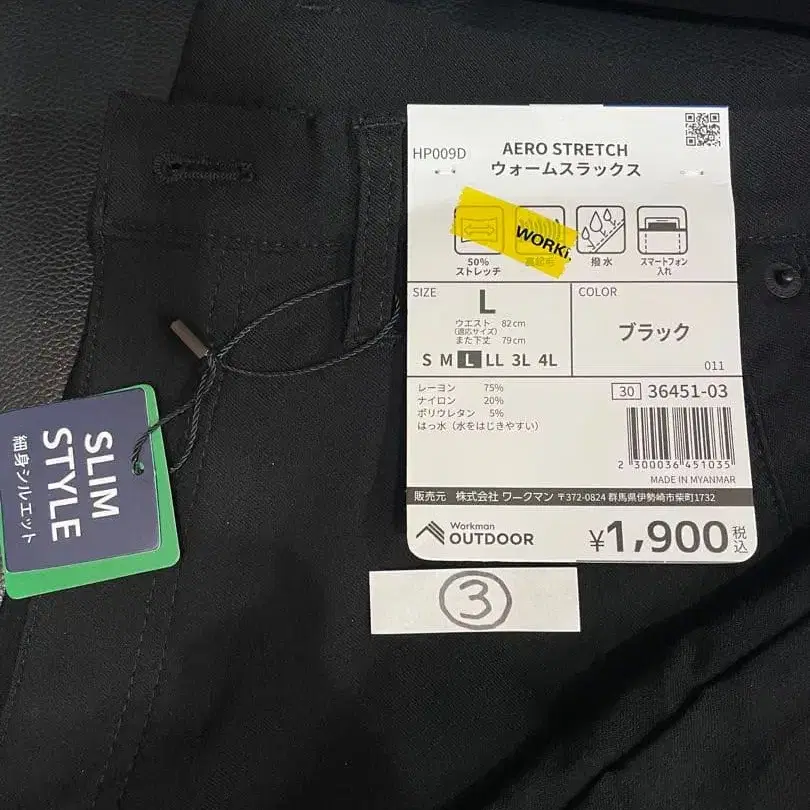 HP009D
AERO STRETCH
ウォームスラックス
WORKi
50%
ストレッチ
撥水
スマートフォン
入れ
SIZE
L
ウエスト 82cm
(適応サイズ)
また下丈 79cm
S M L LL 3L 4L
COLOR
ブラック
011
レーヨン 75%
ナイロン 20%
ポリウレタン 5%
はっ水(水をはじきやすい)
30 36451-03
2 300036 451035
MADE IN MYANMAR
販売元 株式会社 ワークマン 〒372-0824 群馬県伊勢崎市柴町1732
Workman
OUTDOOR
¥1,900 税込
SLIM
STYLE
細身シルエット
③